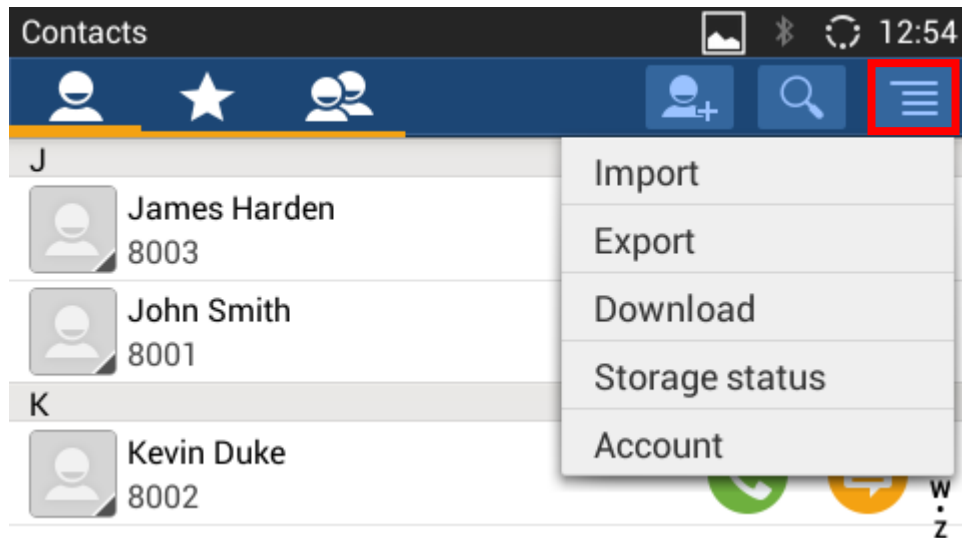 Contacts 12:54
J
James Harden
8003
John Smith
8001
K
Kevin Duke
8002
Import
Export
Download
Storage status
Account
W
Z